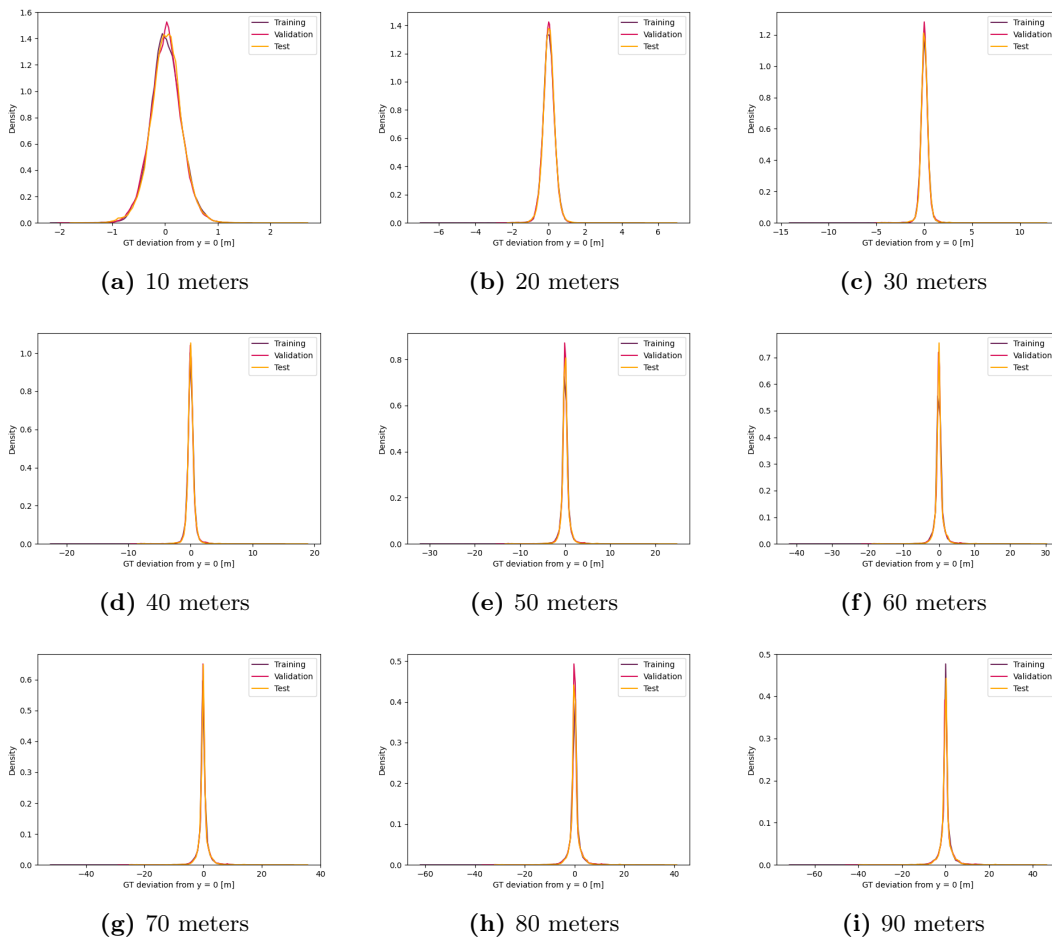 1.6
1.4
1.2
1.0
0.8
0.6
0.4
0.2
0.0
Density
−2 −1 0 1 2
GT deviation from y = 0 [m]
Training
Validation
Test
(a) 10 meters
1.4
1.2
1.0
0.8
0.6
0.4
0.2
0.0
Density
−6 −4 −2 0 2 4 6
GT deviation from y = 0 [m]
Training
Validation
Test
(b) 20 meters
1.2
1.0
0.8
0.6
0.4
0.2
0.0
Density
−15 −10 −5 0 5 10
GT deviation from y = 0 [m]
Training
Validation
Test
(c) 30 meters
1.0
0.8
0.6
0.4
0.2
0.0
Density
−20 −10 0 10 20
GT deviation from y = 0 [m]
Training
Validation
Test
(d) 40 meters
0.8
0.6
0.4
0.2
0.0
Density
−30 −20 −10 0 10 20
GT deviation from y = 0 [m]
Training
Validation
Test
(e) 50 meters
0.7
0.6
0.5
0.4
0.3
0.2
0.1
0.0
Density
−40 −30 −20 −10 0 10 20 30
GT deviation from y = 0 [m]
Training
Validation
Test
(f) 60 meters
0.6
0.5
0.4
0.3
0.2
0.1
0.0
Density
−40 −20 0 20 40
GT deviation from y = 0 [m]
Training
Validation
Test
(g) 70 meters
0.5
0.4
0.3
0.2
0.1
0.0
Density
−60 −40 −20 0 20 40
GT deviation from y = 0 [m]
Training
Validation
Test
(h) 80 meters
0.5
0.4
0.3
0.2
0.1
0.0
Density
−60 −40 −20 0 20 40
GT deviation from y = 0 [m]
Training
Validation
Test
(i) 90 meters